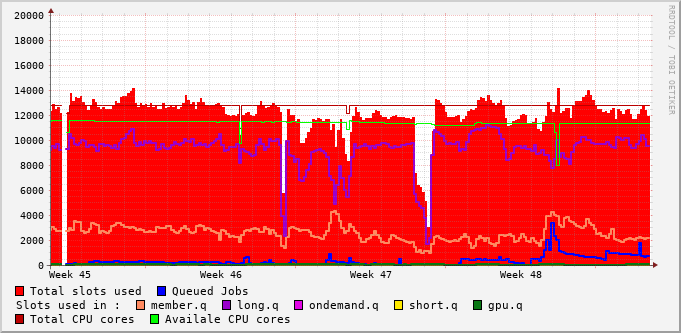 20000
18000
16000
14000
12000
10000
8000
6000
4000
2000
0
Week 45 Week 46 Week 47 Week 48
Total slots used Queued Jobs
Slots used in : member.q long.q ondemand.q short.q gpu.q
Total CPU cores Availale CPU cores
RRDTOOL / TOBI OETIKER